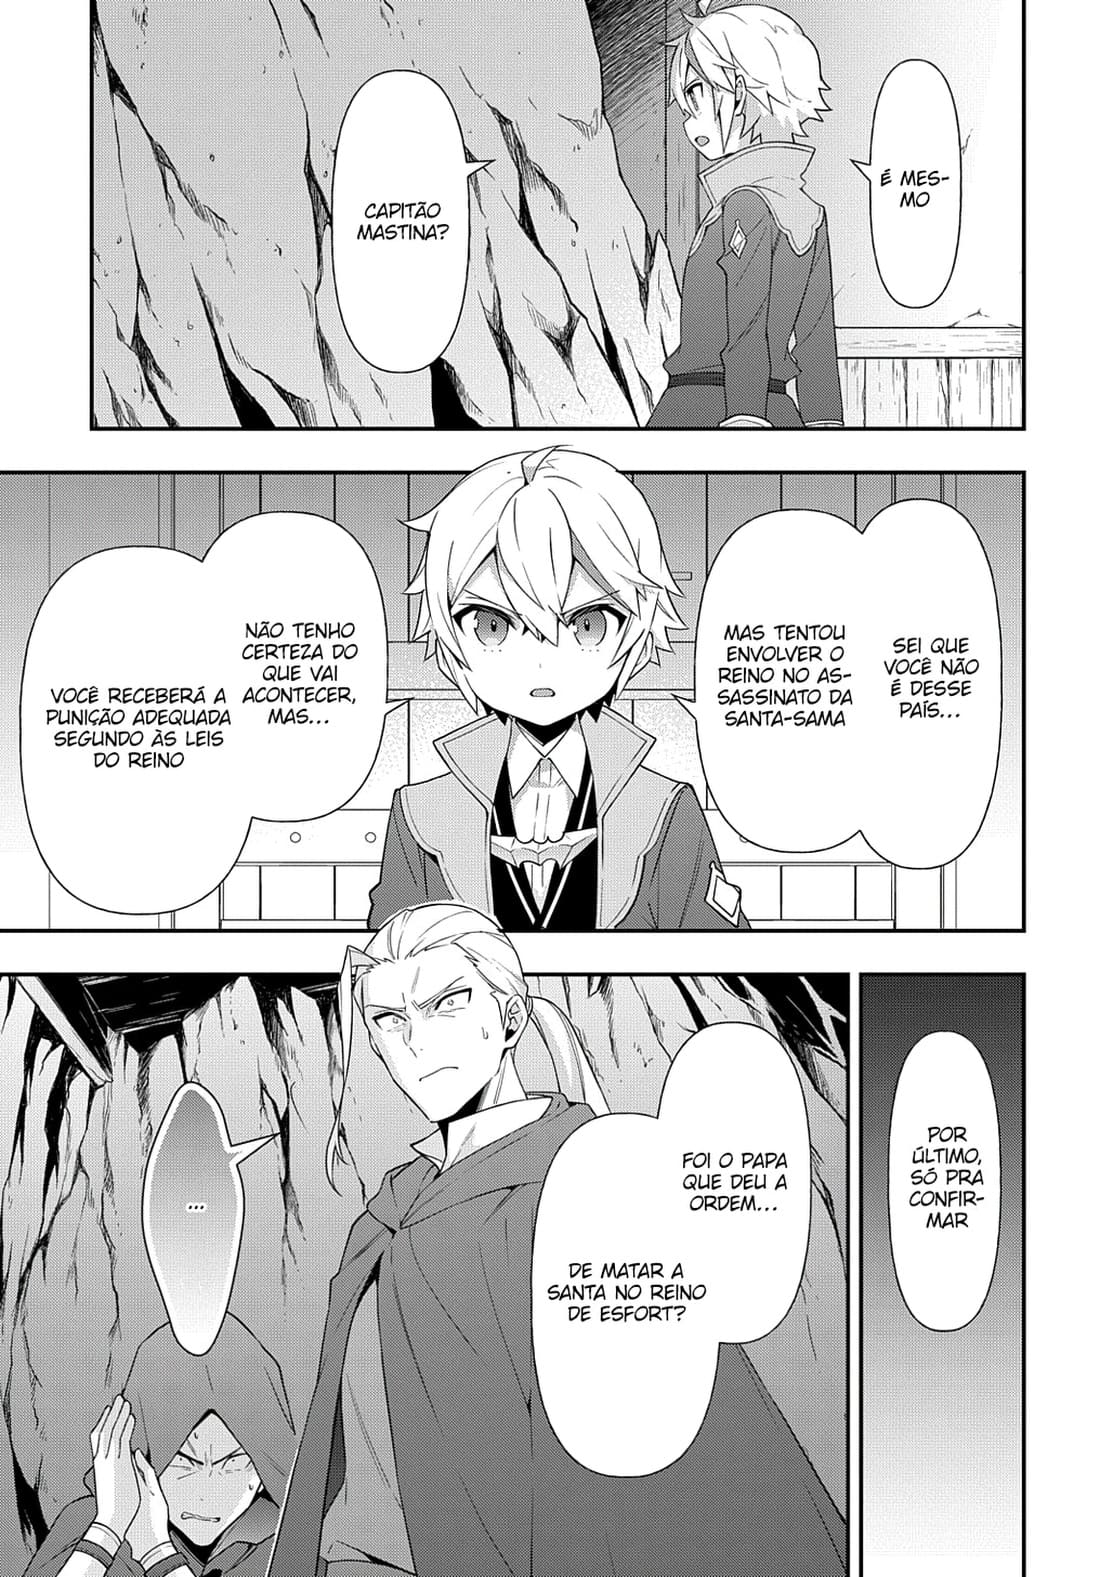 É MES-
MO
CAPITÃO
MASTINA?
SEI QUE
VOCÊ NÃO
É DESSE
PAÍS...
MAS TENTOU
ENVOLVER O
REINO NO AS-
SASSINATO DA
SANTA-SAMA
NÃO TENHO
CERTEZA DO
QUE VAI
ACONTECER,
MAS...
VOCÊ RECEBERÁ A
PUNIÇÃO ADEQUADA
SEGUNDO ÀS LEIS
DO REINO
POR
ÚLTIMO,
SÓ PRA
CONFIR-
MAR
FOI O PAPA
QUE DEU A
ORDEM...
DE MATAR A
SANTA NO REINO
DE ESFORT?
...